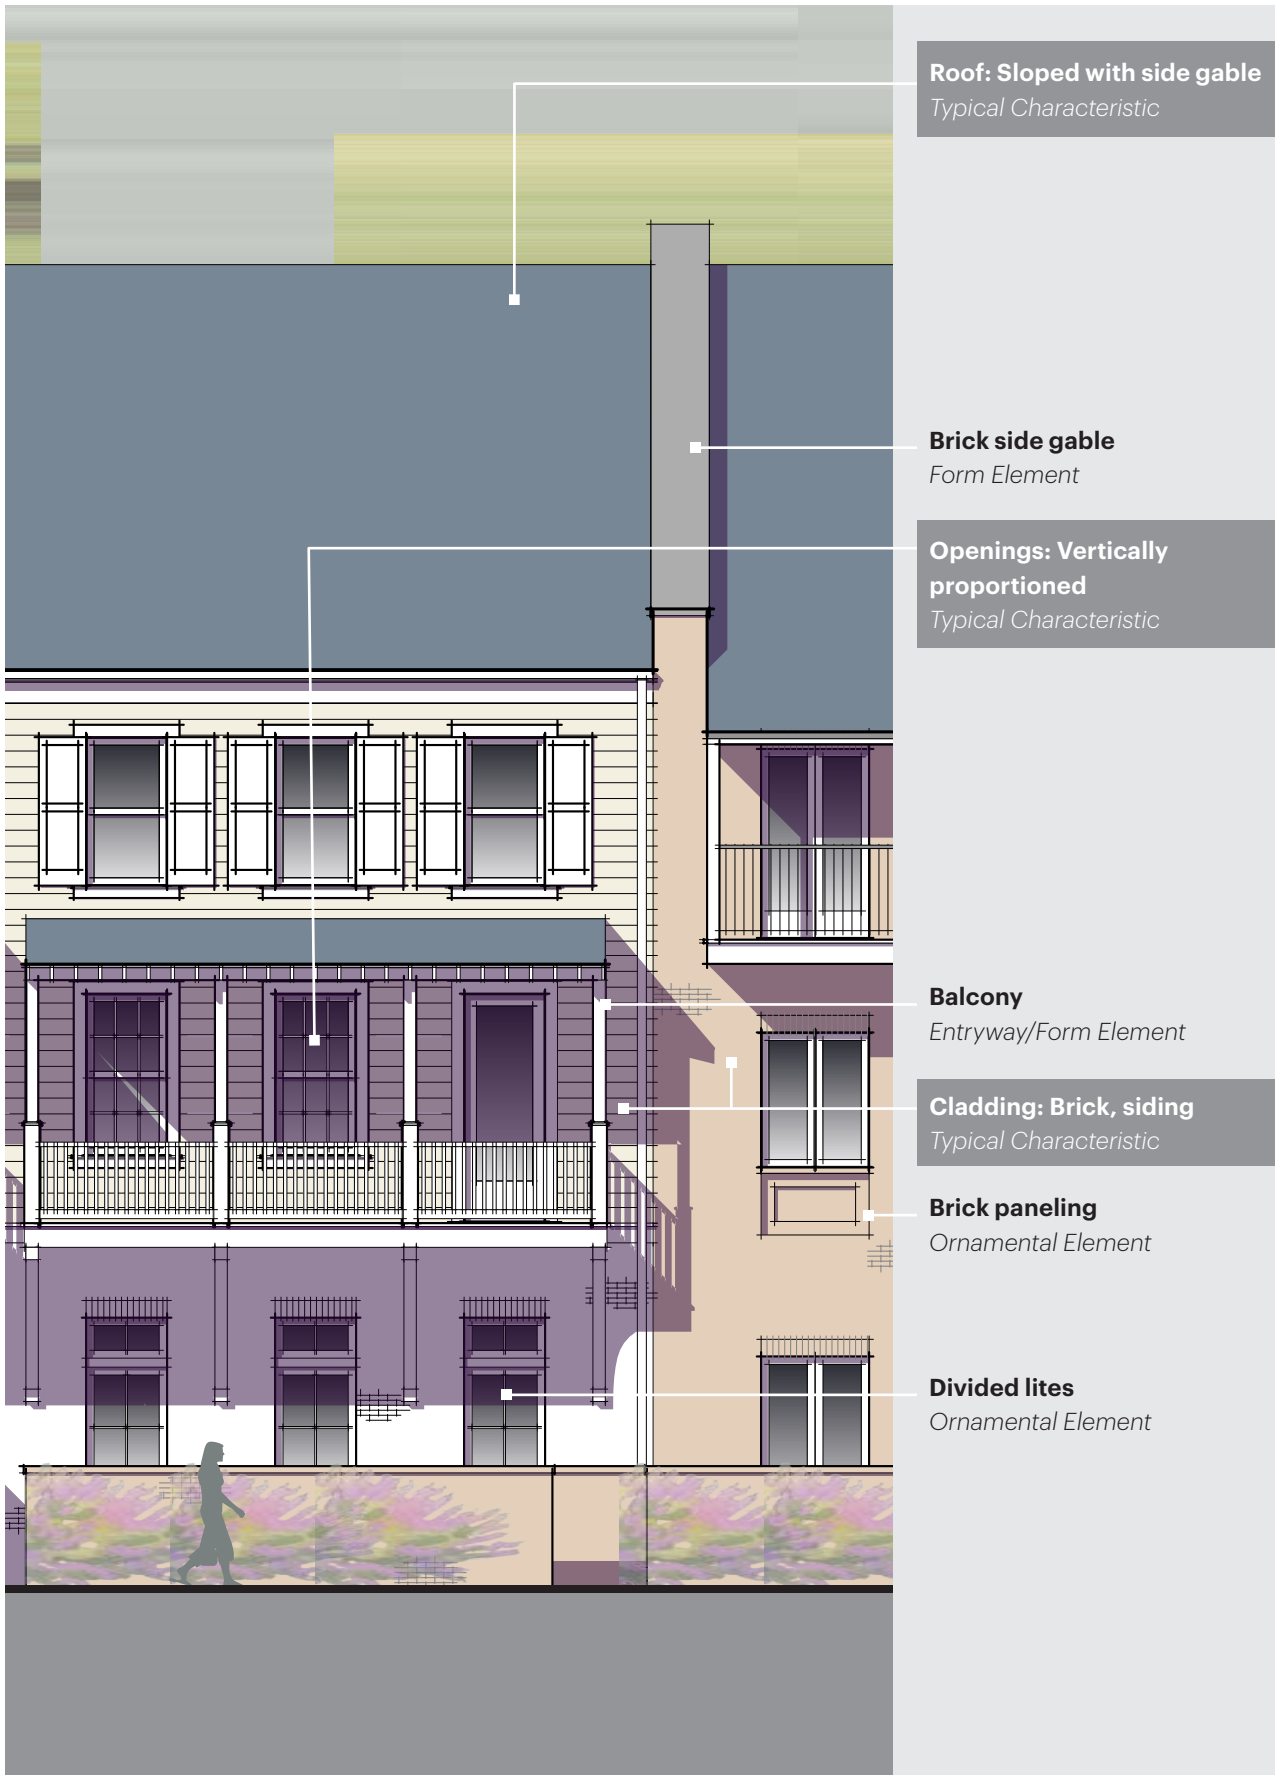 Roof: Sloped with side gable
Typical Characteristic
Brick side gable
Form Element
Openings: Vertically
proportioned
Typical Characteristic
Balcony
Entryway/Form Element
Cladding: Brick, siding
Typical Characteristic
Brick paneling
Ornamental Element
Divided lites
Ornamental Element